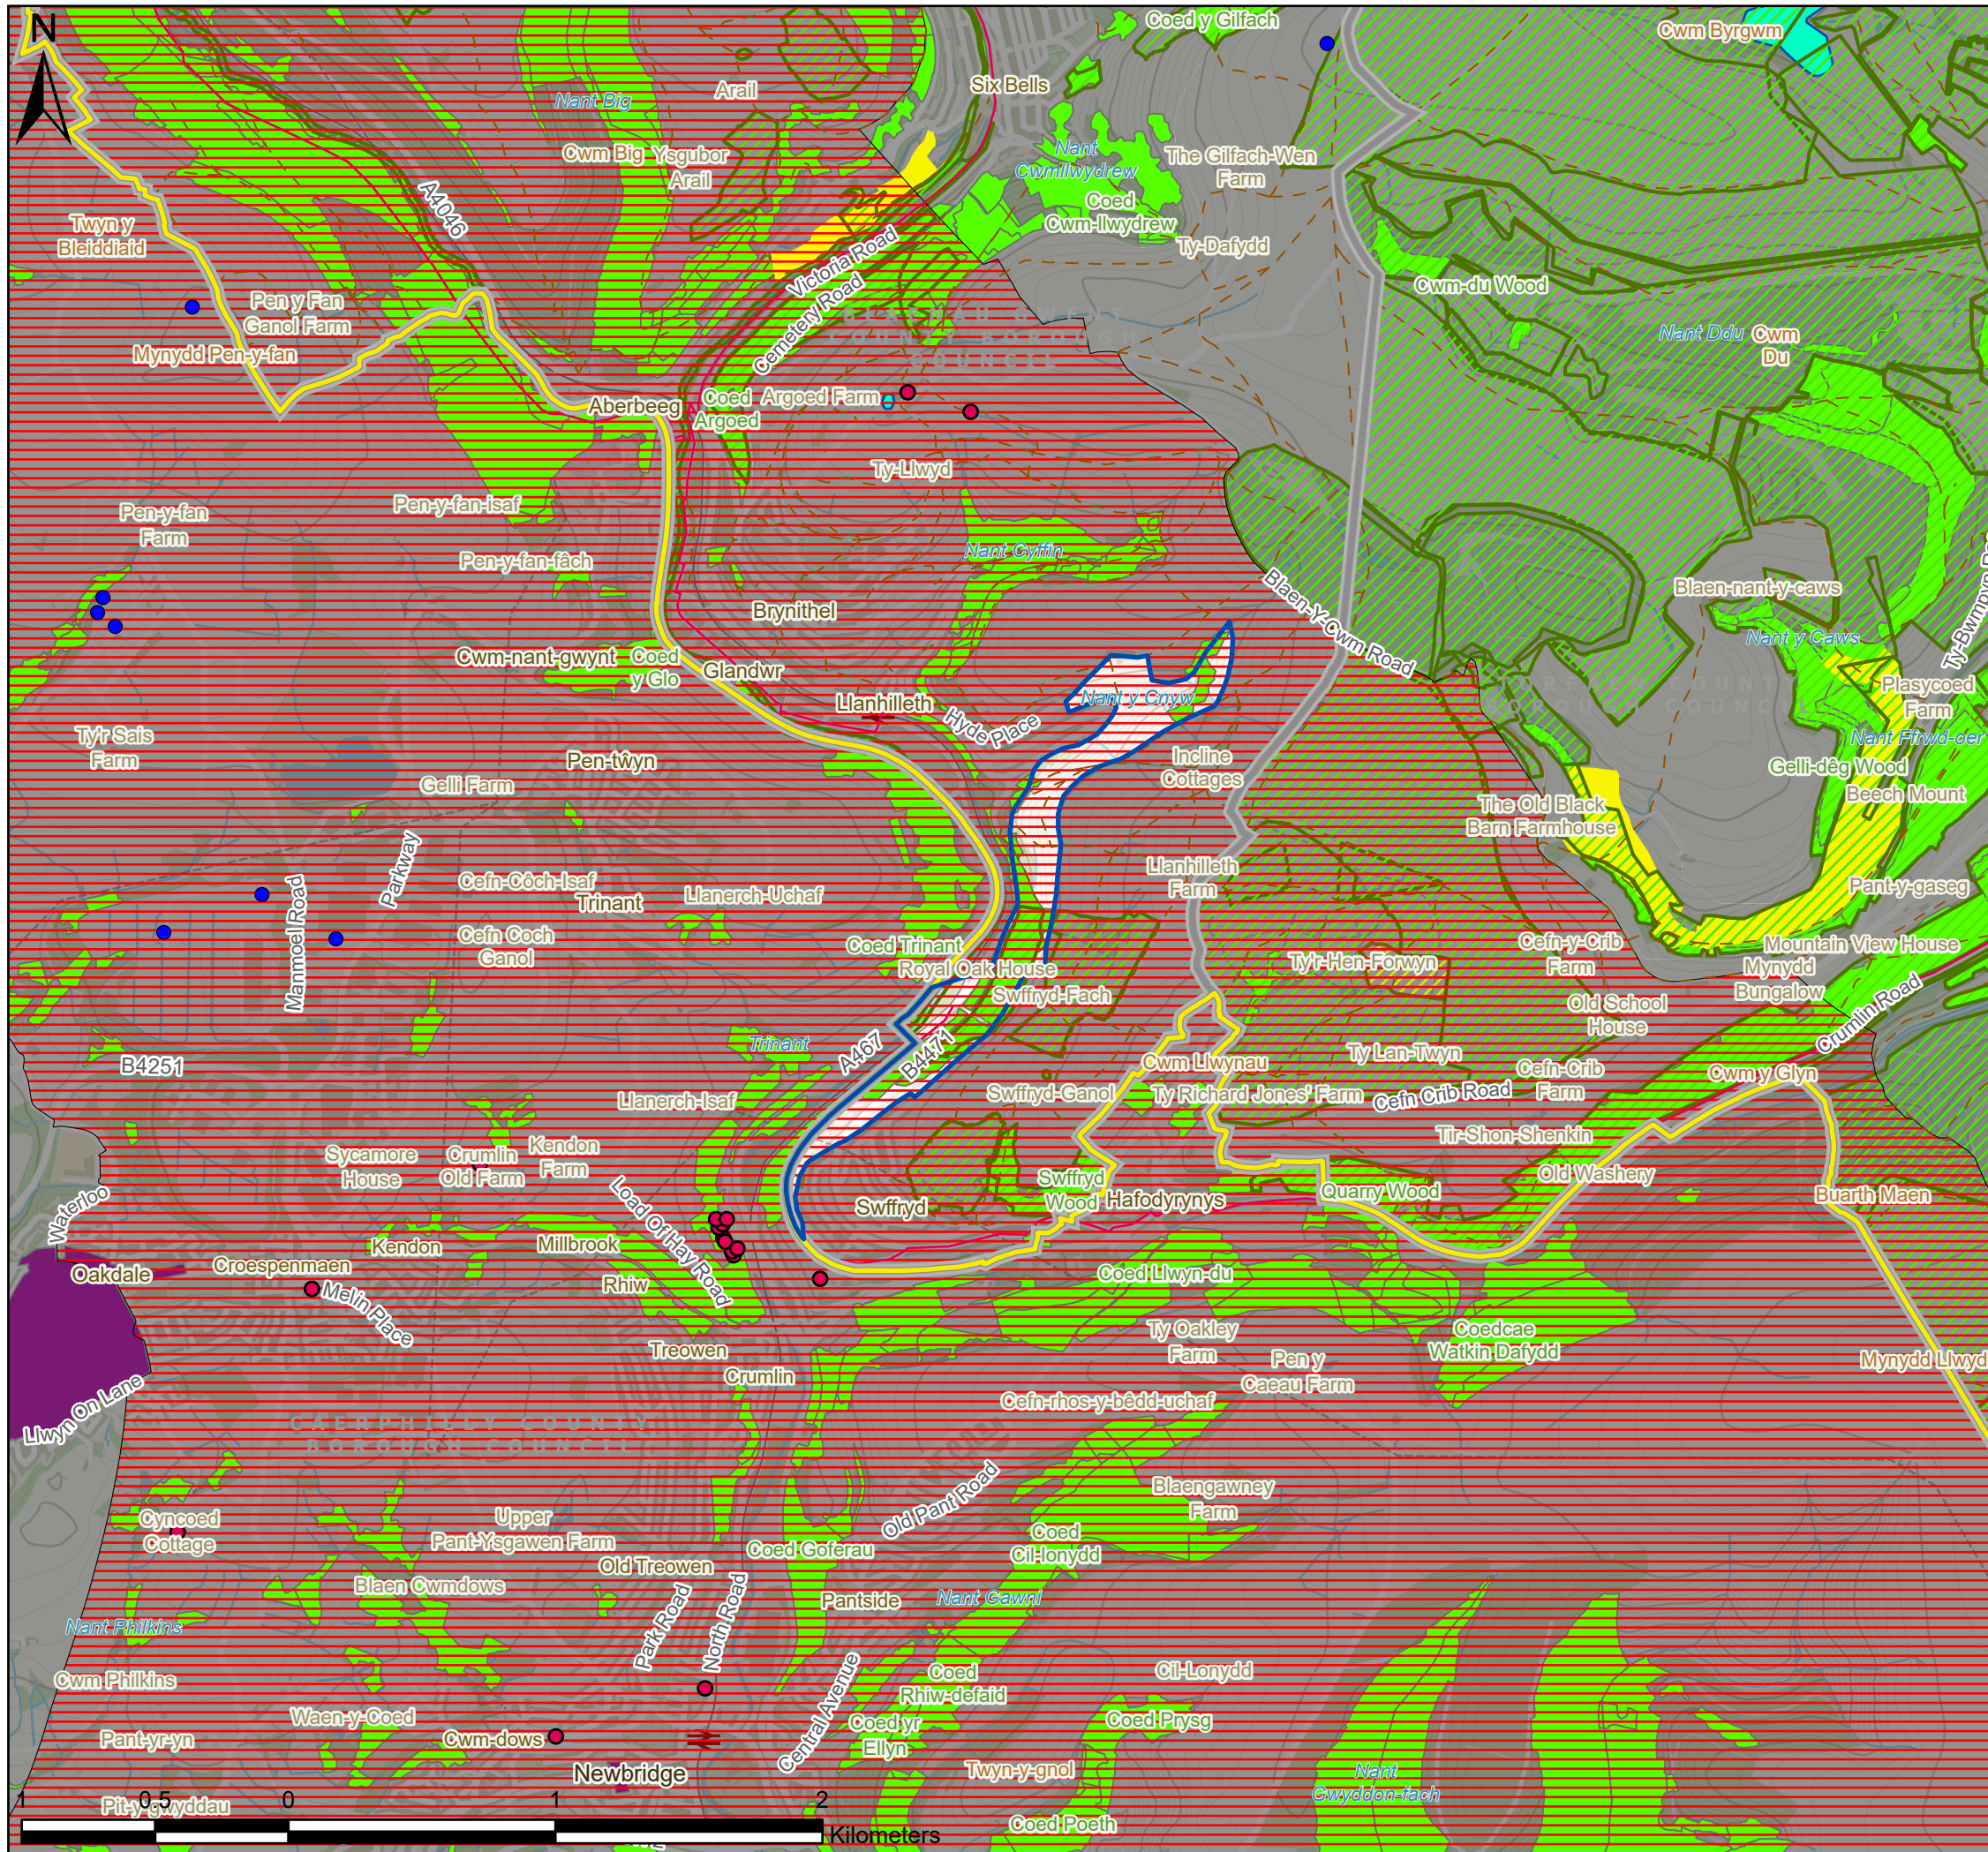 N
Coed y Gilfach
Cwm Byrgwm
Six Bells
Arail
Nant Big
Nant
Cwmllwydrew
Cwm Big
Ysgubor
Arail
The Gilfach-Wen
Farm
A4046
Coed
Cwm-llwydrew
Twyn y
Bleiddiaid
Victoria Road
Ty-Dafydd
Cwm-du Wood
Pen y Fan
Ganol Farm
Cemetery Road
BLAENAU GWENT
COUNTY BOROUGH
COUNCIL
Nant Ddu
Cwm
Du
Mynydd Pen-y-fan
Aberbeeg
Coed
Argoed
Argoed Farm
Ty-Llwyd
Pen-y-fan-isaf
Pen-y-fan
Farm
Nant Cyffin
Pen-y-fan-fâch
Blaen-Y-Cwm Road
Blaen-nant-y-caws
Brynithel
Nant y Caws
Cwm-nant-gwynt
Coed
y Glo
Glandwr
Llanhilleth
Nant y Cnyw
Plasycoed
Farm
Hyde Place
Ty'r Sais
Farm
Nant Ffrwd-oer
Pen-twyn
Incline
Cottages
Gelli-dêg Wood
Gelli Farm
Beech Mount
The Old Black
Barn Farmhouse
Parkway
Llanhilleth
Farm
Cefn-Côch-Isaf
Trinant
Llanerch-Uchaf
Pant-y-gaseg
Manmoel Road
Cefn Coch
Ganol
Coed Trinant
Royal Oak House
Ty'r-Hen-Forwyn
Cefn-y-Crib
Farm
Mountain View House
Mynydd
Bungalow
Swffryd-Fach
Old School
House
Crumlin Road
Trinant
A467
B4471
B4251
Cwm Llwynau
Ty Lan-Twyn
Cwm y Glyn
Cefn-Crib
Farm
Llanerch-Isaf
Swffryd-Ganol
Ty Richard Jones' Farm
Cefn Crib Road
Tir-Shon-Shenkin
Sycamore
House
Crumlin
Old Farm
Kendon
Farm
Old Washery
Waterloo
Load Of Hay Road
Swffryd
Swffryd
Wood
Hafodyrynys
Quarry Wood
Buarth Maen
Kendon
Millbrook
Oakdale
Croespenmaen
Rhiw
Coed Llwyn-du
Melin Place
Ty Oakley
Farm
Coedcae
Watkin Dafydd
Treowen
Crumlin
Pen y
Caeau Farm
Mynydd Llwyd
Llwyn On Lane
Cefn-rhos-y-bêdd-uchaf
CAERPHILLY COUNTY
BOROUGH COUNCIL
Old Pant Road
Blaengawney
Farm
Cyncoed
Cottage
Upper
Pant-Ysgawen Farm
Coed
Cil-lonydd
Coed Goferau
Old Treowen
Blaen Cwmdows
Pantside
Nant Gawni
Park Road
North Road
Nant Philkins
Cwm Philkins
Coed
Rhiw-defaid
Cil-Lonydd
Central Avenue
Waen-y-Coed
Coed yr
Ellyn
Coed Prysg
Pant-yr-yn
Cwm-dows
Newbridge
Twyn-y-gnol
Nant
Gwyddon-fach
Pit-y-gwyddau
Coed Poeth
1 0.5 0 1 2
Kilometers